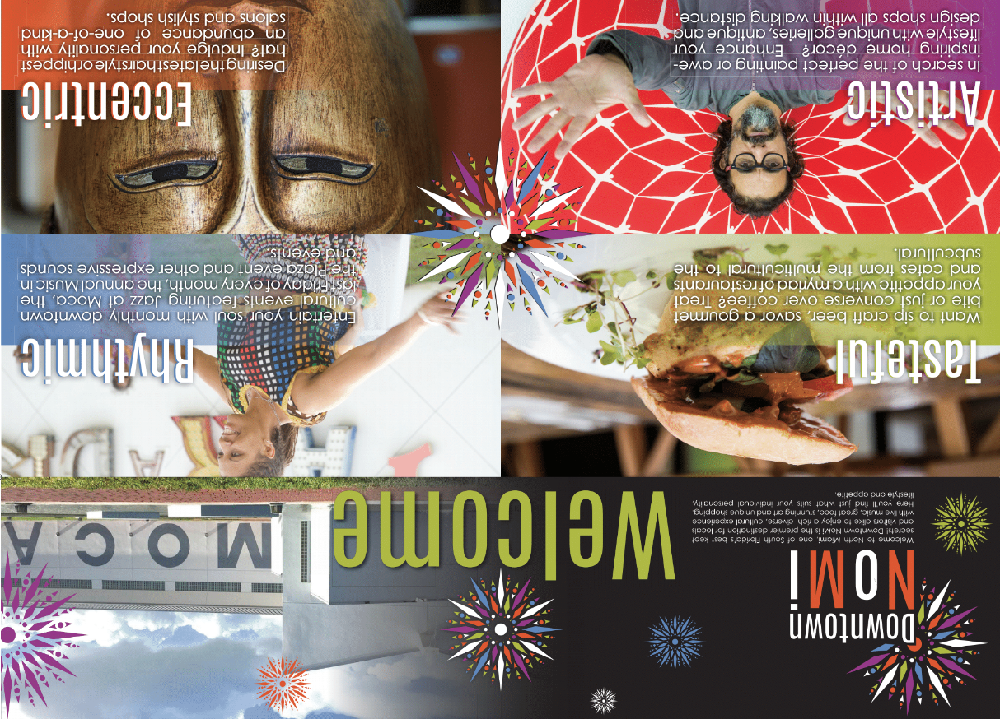 Downtown
NoMi
Welcome to North Miami, one of South Florida's best kept
secrets! Downtown NoMi is the premier destination for locals
and visitors alike to enjoy a rich, diverse, cultural experience
with live music, great food, stunning art and unique shopping.
Here you'll find just what suits your individual personality,
lifestyle and appetite.
Welcome
MOCA
Tasteful
Want to sip craft beer, savor a gourmet
bite or just converse over coffee? Treat
your appetite with a myriad of restaurants
and cafes from the multicultural to the
subcultural.
Rhythmic
Entertain your soul with monthly downtown
cultural events featuring Jazz at Moca, the
last friday of every month, the annual Music in
the Plaza event and other expressive sounds
and events
Artistic
In search of the perfect painting or awe-
inspiring home décor? Enhance your
lifestyle with unique galleries, antique and
design shops all within walking distance.
Eccentric
Desiring the latest hairstyle or hippest
hat? Indulge your personality with
an abundance of one-of-a-kind
salons and stylish shops.